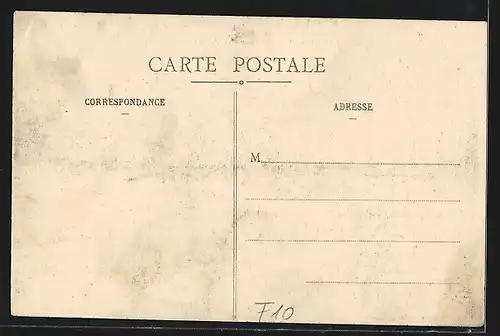 CARTE POSTALE
CORRESPONDANCE
ADRESSE
M
F10